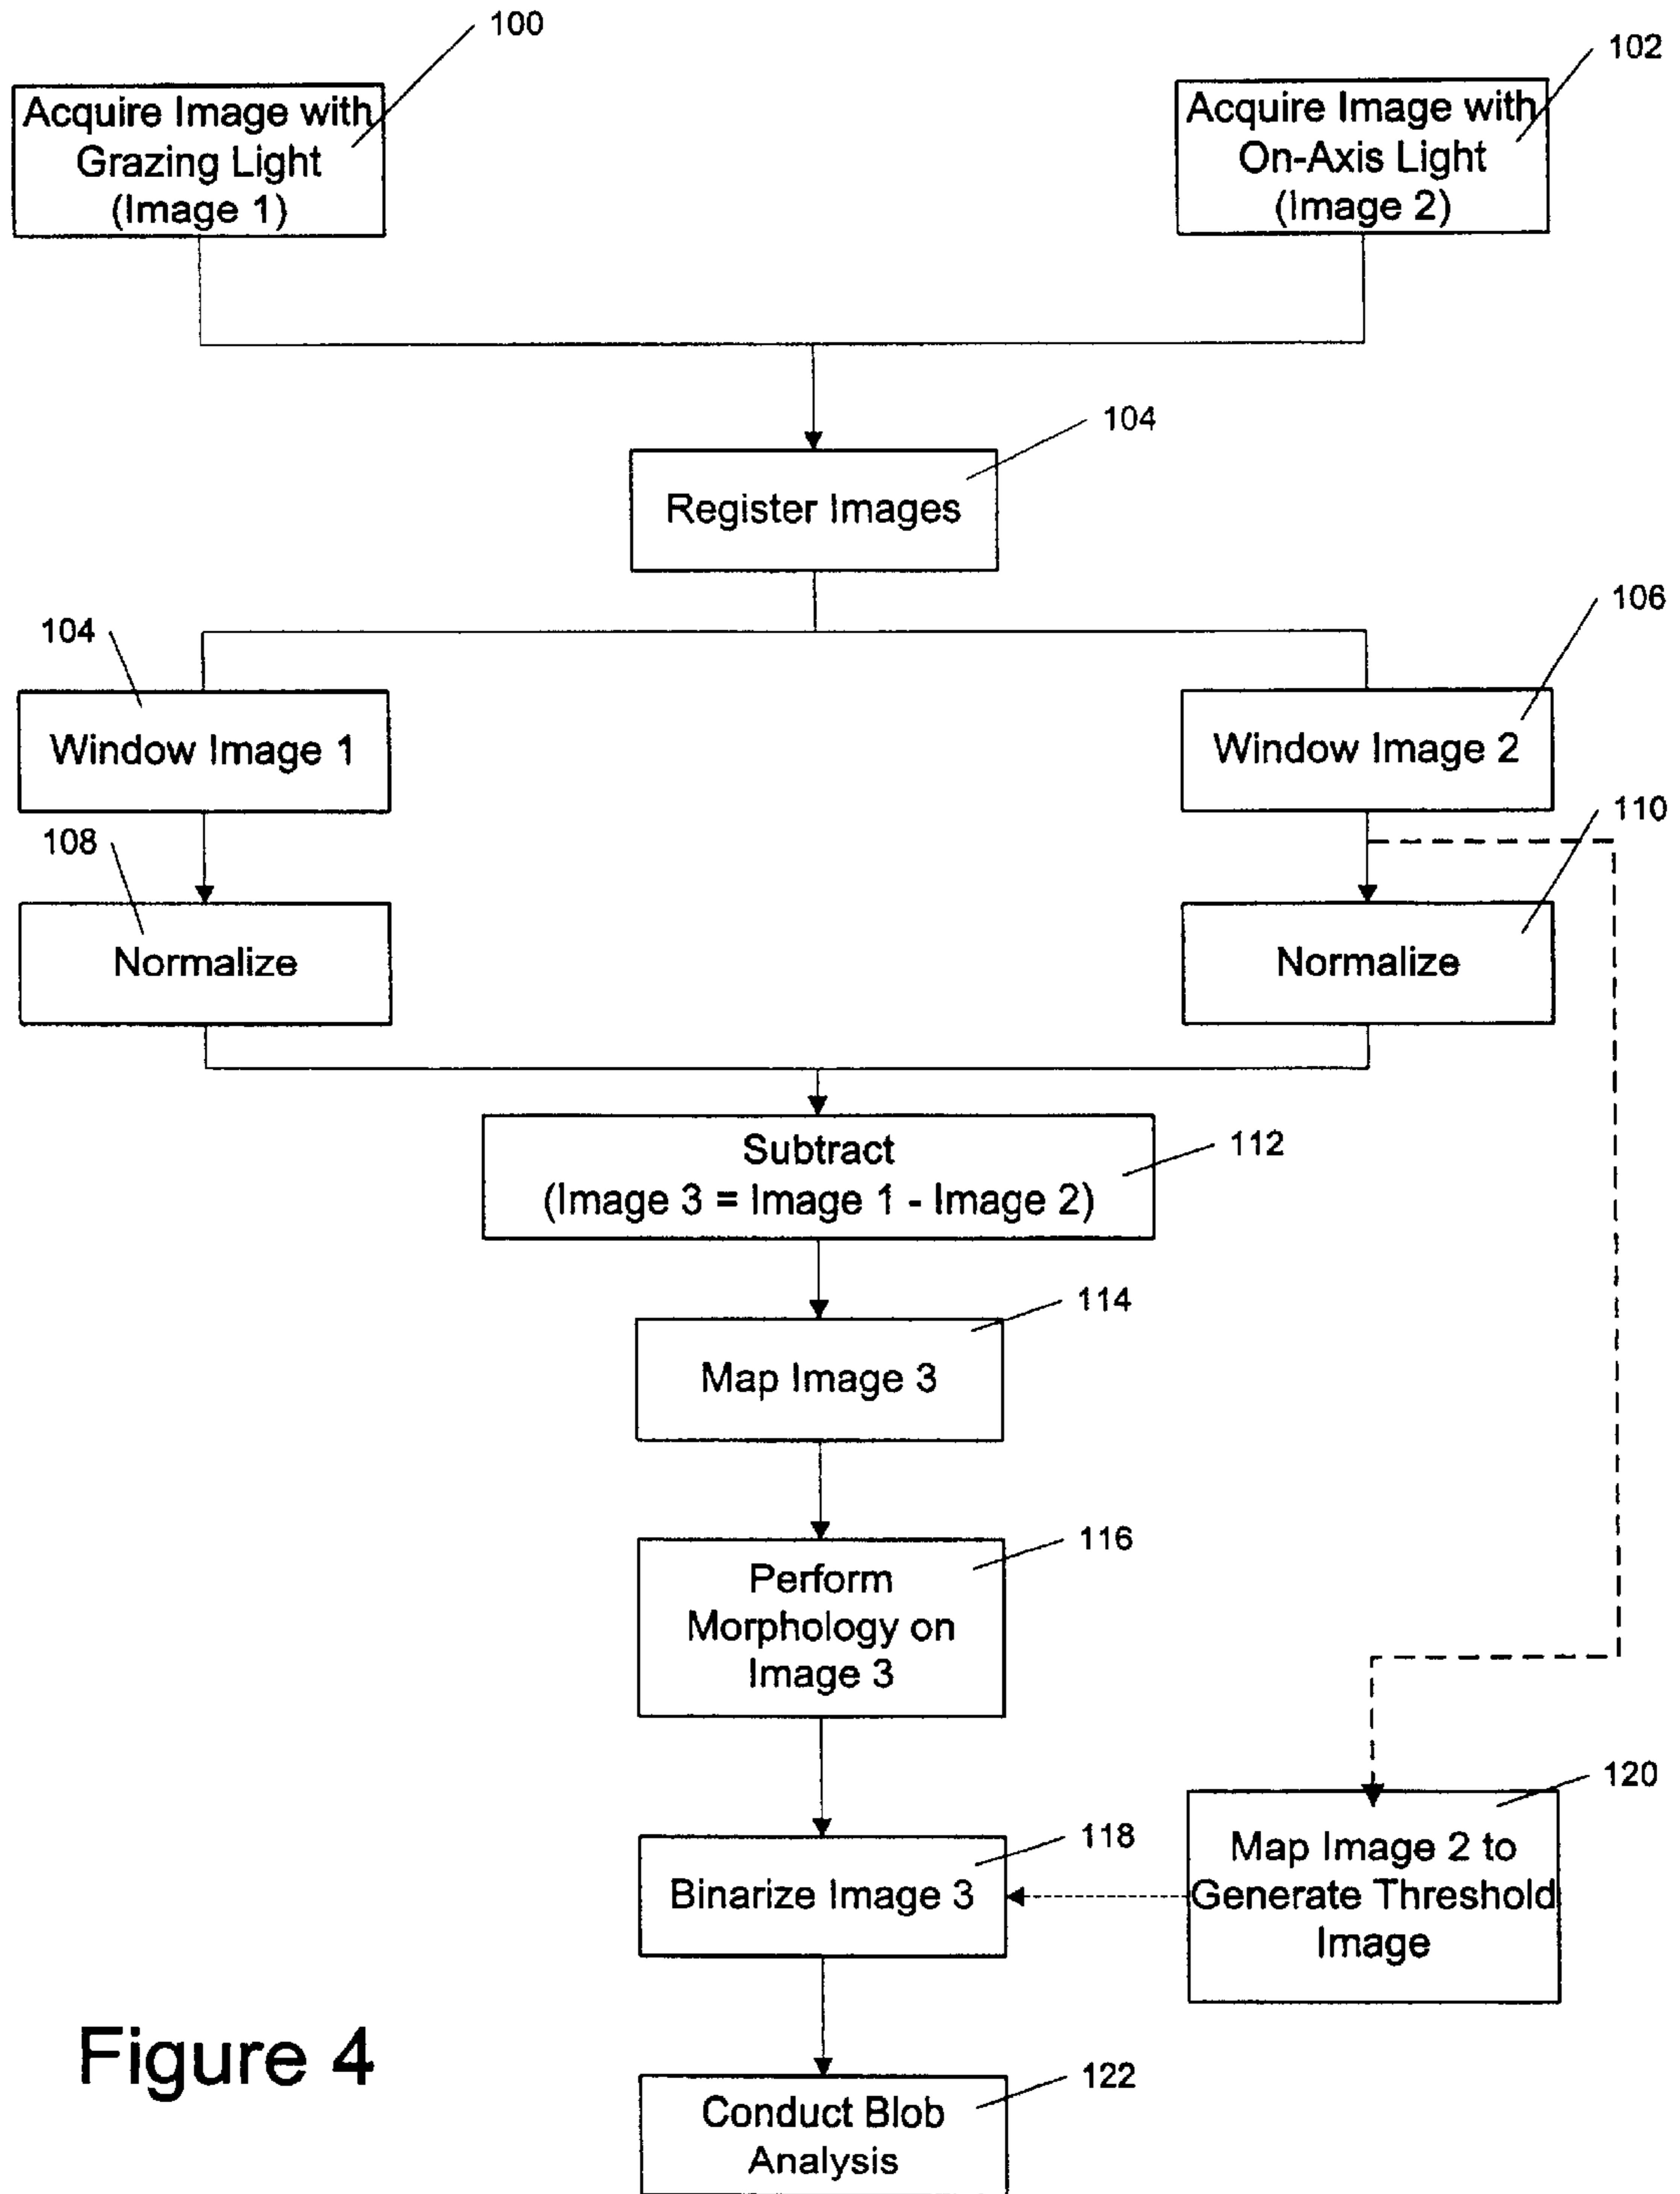 100
102
Acquire Image with
Grazing Light
(Image 1)
Acquire Image with
On-Axis Light
(Image 2)
104
Register Images
104
106
Window Image 1
Window Image 2
108
110
Normalize
Normalize
Subtract
(Image 3 = Image 1 - Image 2)
112
114
Map Image 3
116
Perform
Morphology on
Image 3
118
120
Binarize Image 3
Map Image 2 to
Generate Threshold
Image
Figure 4
122
Conduct Blob
Analysis